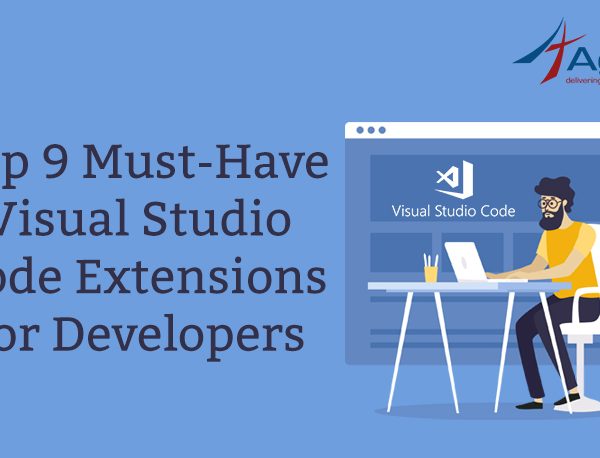 A
delivering
p 9 Must-Have
Visual Studio
ode Extensions
or Developers
Visual Studio Code